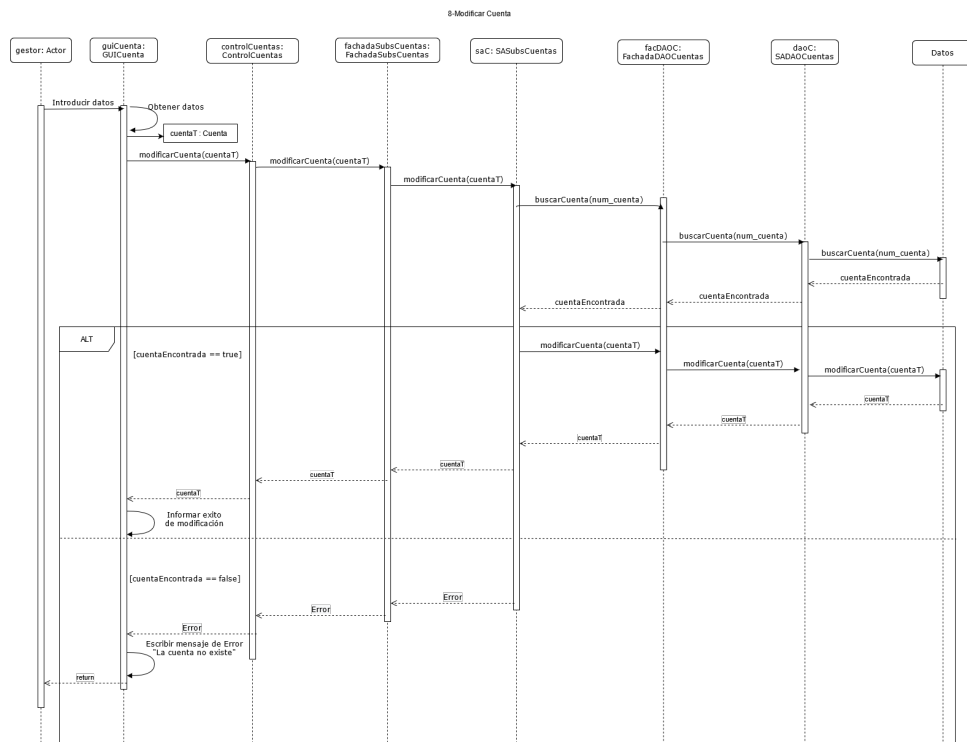 8-Modificar Cuenta
gestor: Actor
guiCuenta:
GUICuenta
controlCuentas:
ControlCuentas
fachadaSubsCuentas:
FachadaSubsCuentas
saC: SASubsCuentas
facDAOC:
FachadaDAOCuentas
daoC:
SADAOCuentas
Datos
Introducir datos
Obtener datos
cuentaT : Cuenta
modificarCuenta(cuentaT)
modificarCuenta(cuentaT)
modificarCuenta(cuentaT)
buscarCuenta(num_cuenta)
buscarCuenta(num_cuenta)
buscarCuenta(num_cuenta)
cuentaEncontrada
cuentaEncontrada
cuentaEncontrada
ALT
[cuentaEncontrada == true]
modificarCuenta(cuentaT)
modificarCuenta(cuentaT)
modificarCuenta(cuentaT)
cuentaT
cuentaT
cuentaT
cuentaT
cuentaT
cuentaT
Informar exito
de modificación
[cuentaEncontrada == false]
Error
Error
Error
Escribir mensaje de Error
"La cuenta no existe"
return